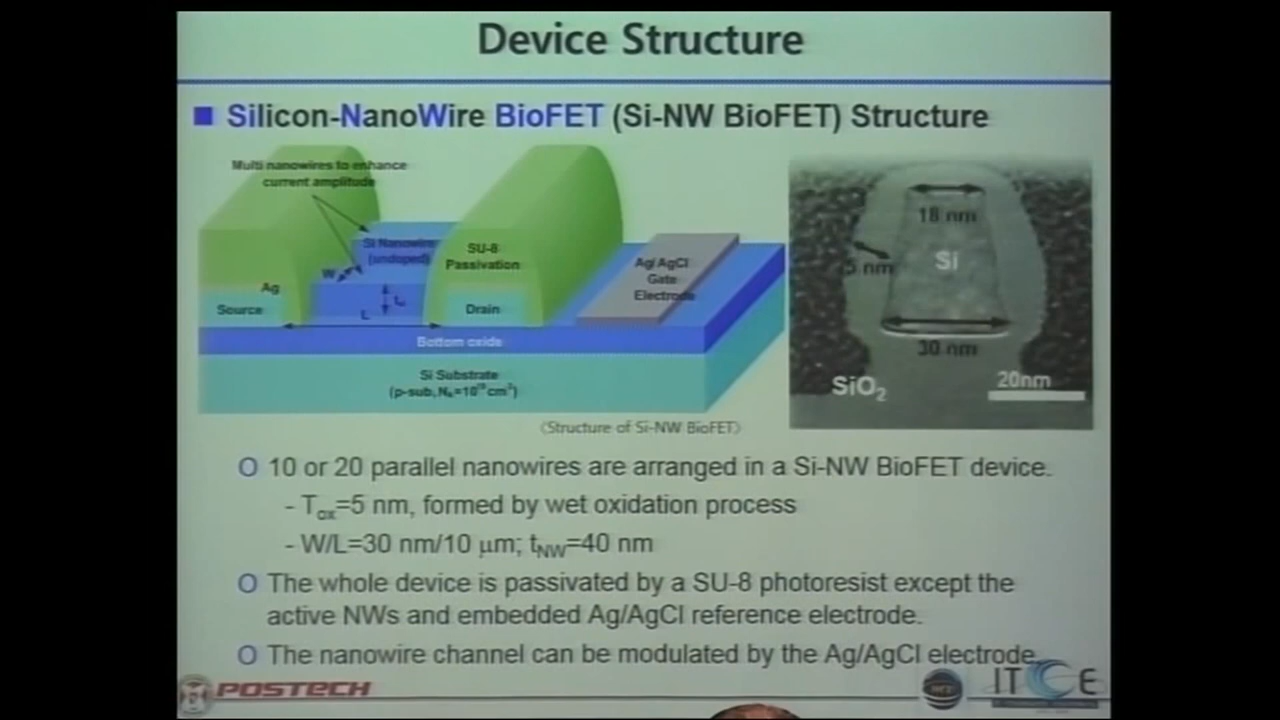 Device Structure
Silicon-NanoWire BioFET (Si-NW BioFET) Structure
Multi nanowires to enhance
current amplitude
Si Nanowire
(undoped)
SU-8
Passivation
Ag/AgCl
Gate
Electrode
W
Ag
Source
L
Drain
Bottom oxide
Si Substrate
18 nm
5 nm
Si
30 nm
SiO2
20nm
(Structure of Si-NW BioFET)
O 10 or 20 parallel nanowires are arranged in a Si-NW BioFET device.
- Tox=5 nm, formed by wet oxidation process
- W/L=30 nm/10 μm; tNW=40 nm
O The whole device is passivated by a SU-8 photoresist except the
active NWs and embedded Ag/AgCl reference electrode.
O The nanowire channel can be modulated by the Ag/AgCl electrode
POSTECH
ITCE